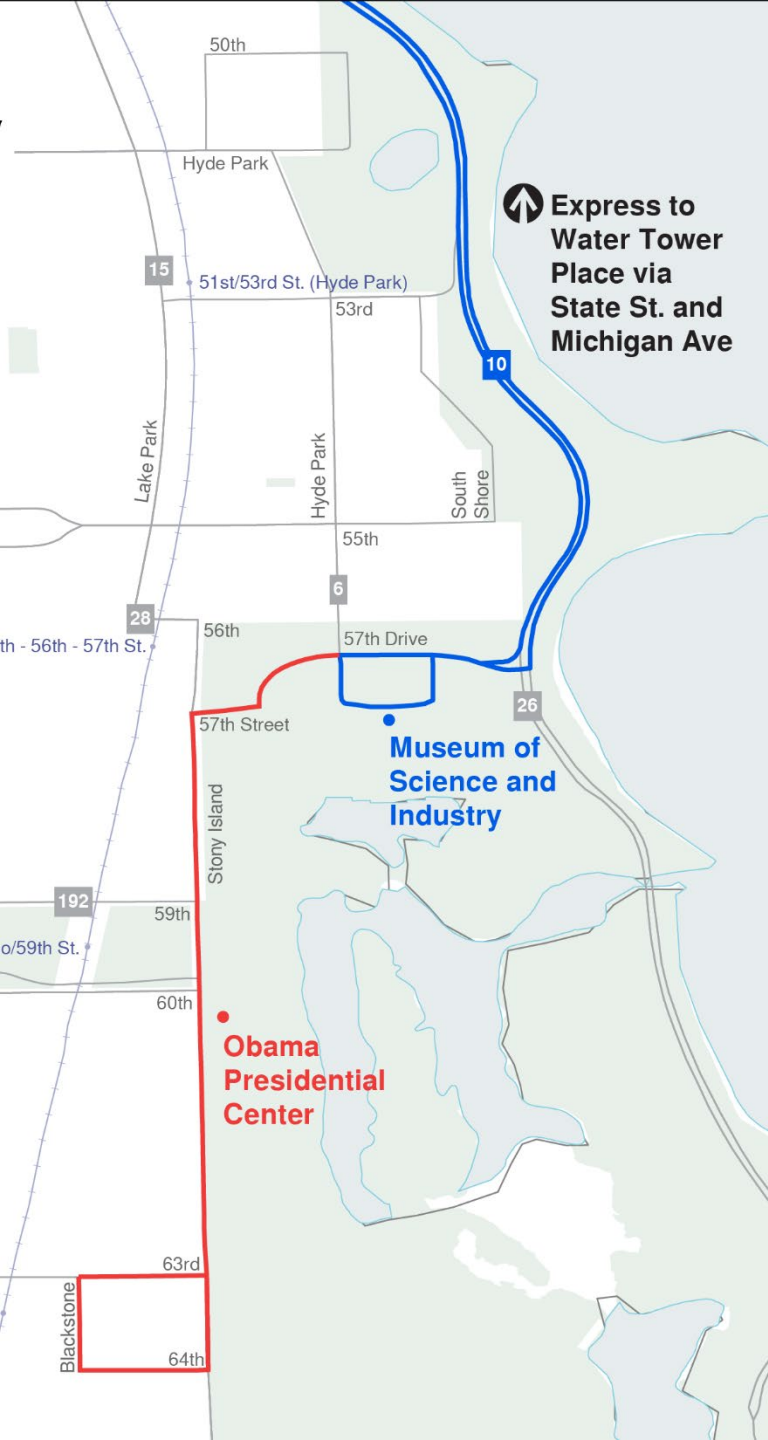 50th
Hyde Park
Express to
Water Tower
Place via
State St. and
Michigan Ave
15
51st/53rd St. (Hyde Park)
53rd
10
Lake Park
Hyde Park
South
Shore
55th
6
28
56th
57th Drive
th - 56th - 57th St.
57th Street
26
Museum of
Science and
Industry
Stony Island
192
59th
o/59th St.
60th
Obama
Presidential
Center
63rd
Blackstone
64th